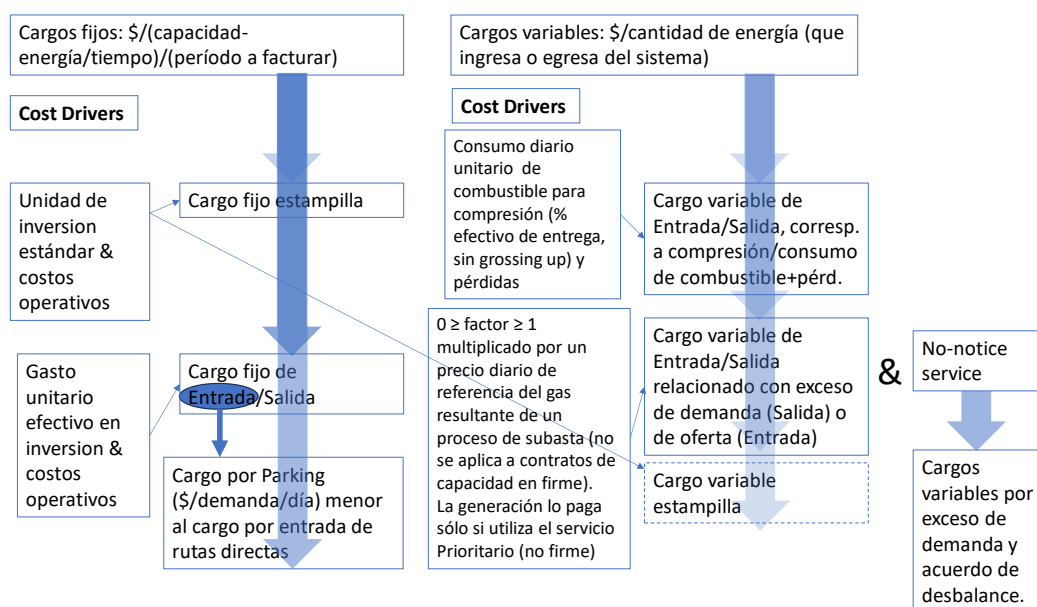 Cargos fijos: $/(capacidad-
energía/tiempo)/(período a facturar)
Cost Drivers
Unidad de
inversion
estándar &
costos
operativos
Cargo fijo estampilla
Gasto
unitario
efectivo en
inversion &
costos
operativos
Cargo fijo de
Entrada/Salida
Cargo por Parking
($/demanda/día) menor
al cargo por entrada de
rutas directas
Cargos variables: $/cantidad de energía (que
ingresa o egresa del sistema)
Cost Drivers
Consumo diario
unitario de
combustible para
compresión (%
efectivo de entrega,
sin grossing up) y
pérdidas
Cargo variable de
Entrada/Salida, corresp.
a compresión/consumo
de combustible+pérd.
0 ≥ factor ≥ 1
multiplicado por un
precio diario de
referencia del gas
resultante de un
proceso de subasta (no
se aplica a contratos de
capacidad en firme).
La generación lo paga
sólo si utiliza el servicio
Prioritario (no firme)
Cargo variable de
Entrada/Salida
relacionado con exceso
de demanda (Salida) o
de oferta (Entrada)
Cargo variable
estampilla
&
No-notice
service
Cargos
variables por
exceso de
demanda y
acuerdo de
desbalance.